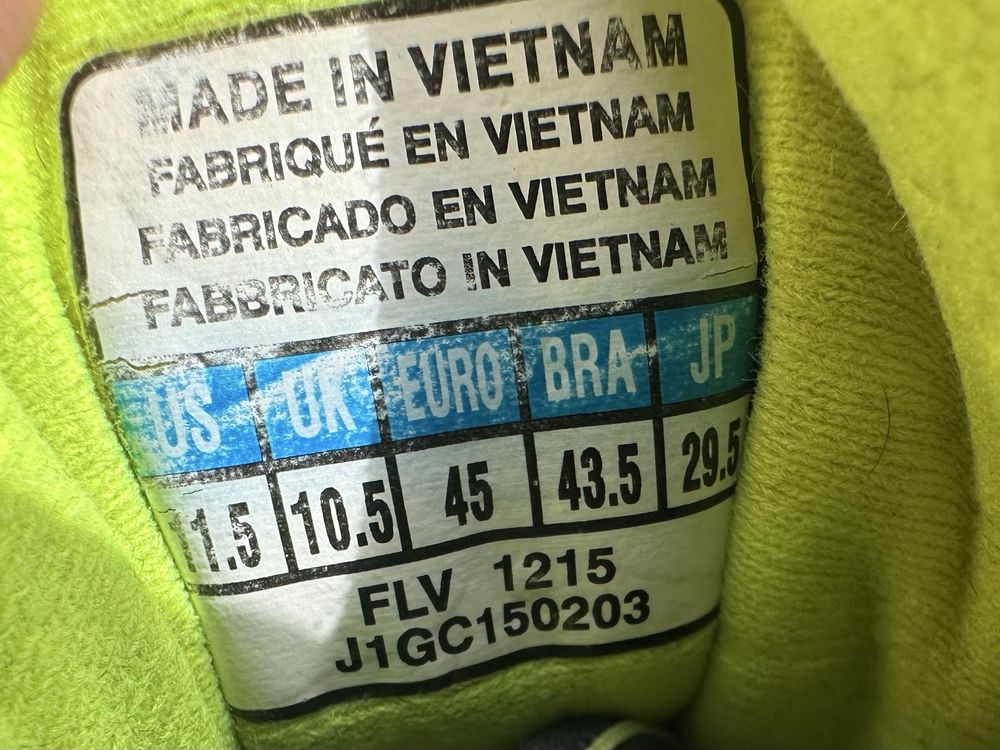 MADE IN VIETNAM
FABRIQUÉ EN VIETNAM
FABRICADO EN VIETNAM
FABBRICATO IN VIETNAM
US UK EURO BRA JP
11.5 10.5 45 43.5 29.5
FLV 1215
J1GC150203